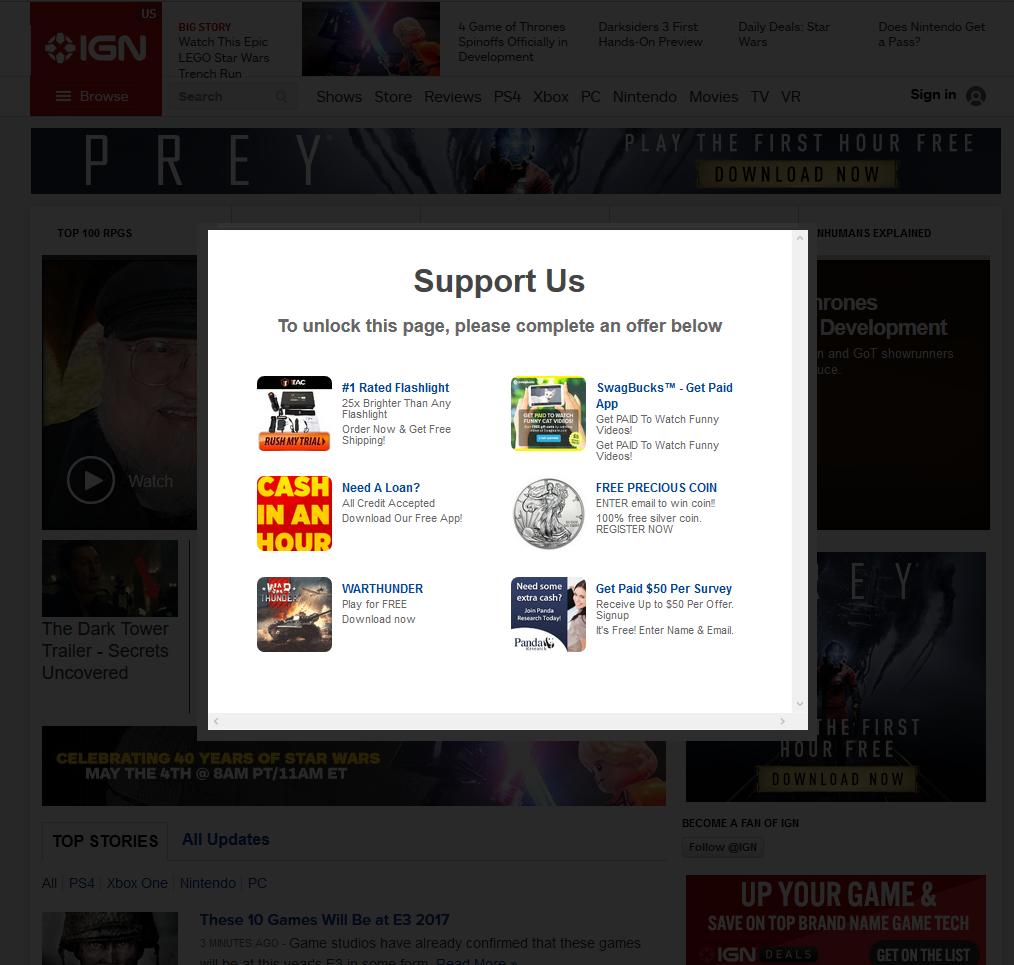 US
IGN
BIG STORY
Watch This Epic
LEGO Star Wars
Trench Run
4 Game of Thrones
Spinoffs Officially in
Development
Darksiders 3 First
Hands-On Preview
Daily Deals: Star
Wars
Does Nintendo Get
a Pass?
Browse
Search
Shows Store Reviews PS4 Xbox PC Nintendo Movies TV VR
Sign in
PREY
PLAY THE FIRST HOUR FREE
DOWNLOAD NOW
TOP 100 RPGS
NHUMANS EXPLAINED
Support Us
To unlock this page, please complete an offer below
TAC
RUSH MY TRIAL
#1 Rated Flashlight
25x Brighter Than Any
Flashlight
Order Now & Get Free
Shipping!
GET PAID TO WATCH
FUNNY CAT VIDEOS!
SwagBucks™ - Get Paid
App
Get PAID To Watch Funny
Videos!
Get PAID To Watch Funny
Videos!
CASH
IN AN
HOUR
Need A Loan?
All Credit Accepted
Download Our Free App!
FREE PRECIOUS COIN
ENTER email to win coin!!
100% free silver coin.
REGISTER NOW
WAR
THUNDER
WARTHUNDER
Play for FREE
Download now
Need some
extra cash?
Join Panda
Research Today!
Panda
Research
Get Paid $50 Per Survey
Receive Up to $50 Per Offer.
Signup
It's Free! Enter Name & Email.
hrones
Development
n and GoT showrunners
uce.
Watch
The Dark Tower
Trailer - Secrets
Uncovered
REY
THE FIRST
HOUR FREE
DOWNLOAD NOW
CELEBRATING 40 YEARS OF STAR WARS
MAY THE 4TH @ 8AM PT/11AM ET
BECOME A FAN OF IGN
Follow @IGN
TOP STORIES
All Updates
All PS4 Xbox One Nintendo PC
These 10 Games Will Be at E3 2017
3 MINUTES AGO - Game studios have already confirmed that these games
will be at this year's E3 in some form. Read More »
UP YOUR GAME &
SAVE ON TOP BRAND NAME GAME TECH
IGN DEALS
GET ON THE LIST